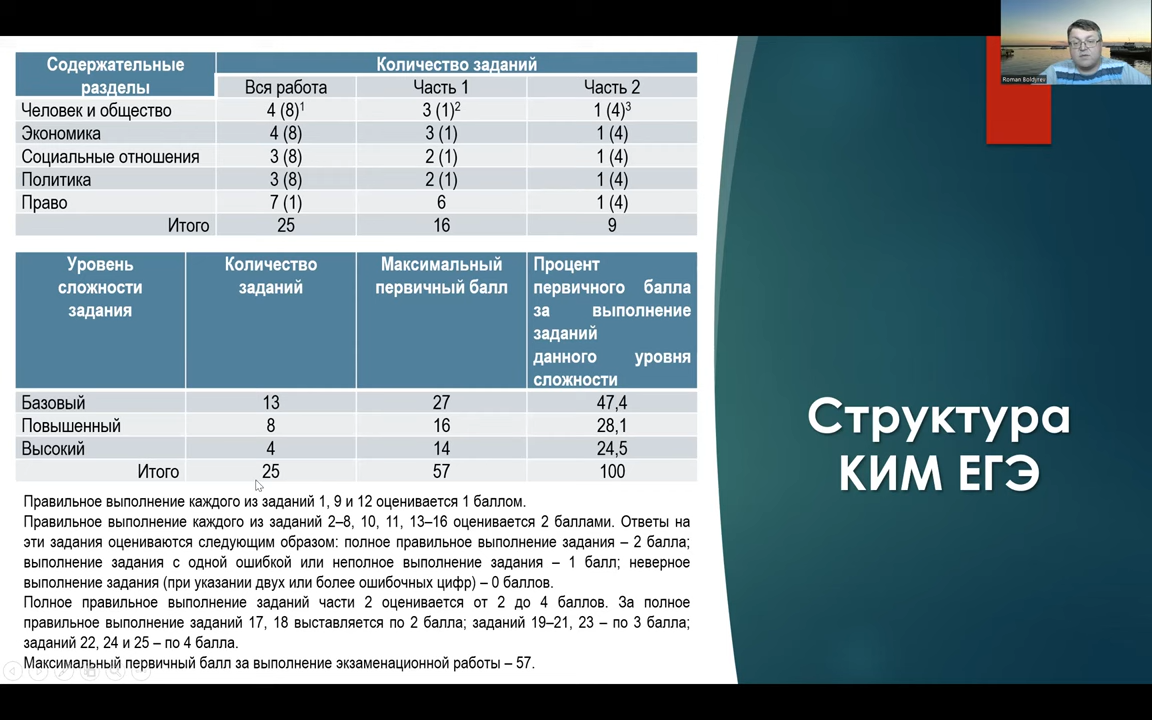 Roman Boldyrev
Содержательные разделы
Количество заданий
Вся работа Часть 1 Часть 2
Человек и общество 4 (8)¹ 3 (1)² 1 (4)³
Экономика 4 (8) 3 (1) 1 (4)
Социальные отношения 3 (8) 2 (1) 1 (4)
Политика 3 (8) 2 (1) 1 (4)
Право 7 (1) 6 1 (4)
Итого 25 16 9
Уровень сложности задания
Количество заданий
Максимальный первичный балл
Процент первичного балла за выполнение заданий данного уровня сложности
Базовый 13 27 47,4
Повышенный 8 16 28,1
Высокий 4 14 24,5
Итого 25 57 100
Правильное выполнение каждого из заданий 1, 9 и 12 оценивается 1 баллом.
Правильное выполнение каждого из заданий 2–8, 10, 11, 13–16 оценивается 2 баллами. Ответы на
эти задания оцениваются следующим образом: полное правильное выполнение задания – 2 балла;
выполнение задания с одной ошибкой или неполное выполнение задания – 1 балл; неверное
выполнение задания (при указании двух или более ошибочных цифр) – 0 баллов.
Полное правильное выполнение заданий части 2 оценивается от 2 до 4 баллов. За полное
правильное выполнение заданий 17, 18 выставляется по 2 балла; заданий 19–21, 23 – по 3 балла;
заданий 22, 24 и 25 – по 4 балла.
Максимальный первичный балл за выполнение экзаменационной работы – 57.
Структура
КИМ ЕГЭ